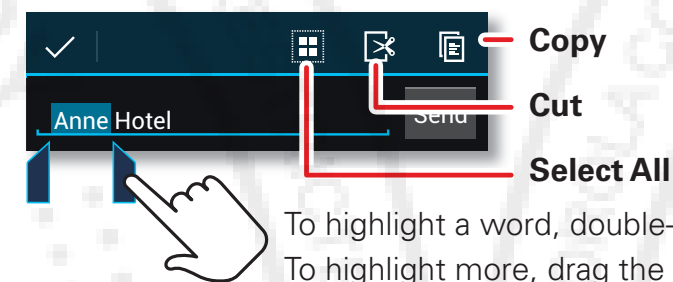 Copy
Cut
Anne Hotel
Send
Select All
To highlight a word, double-
To highlight more, drag the